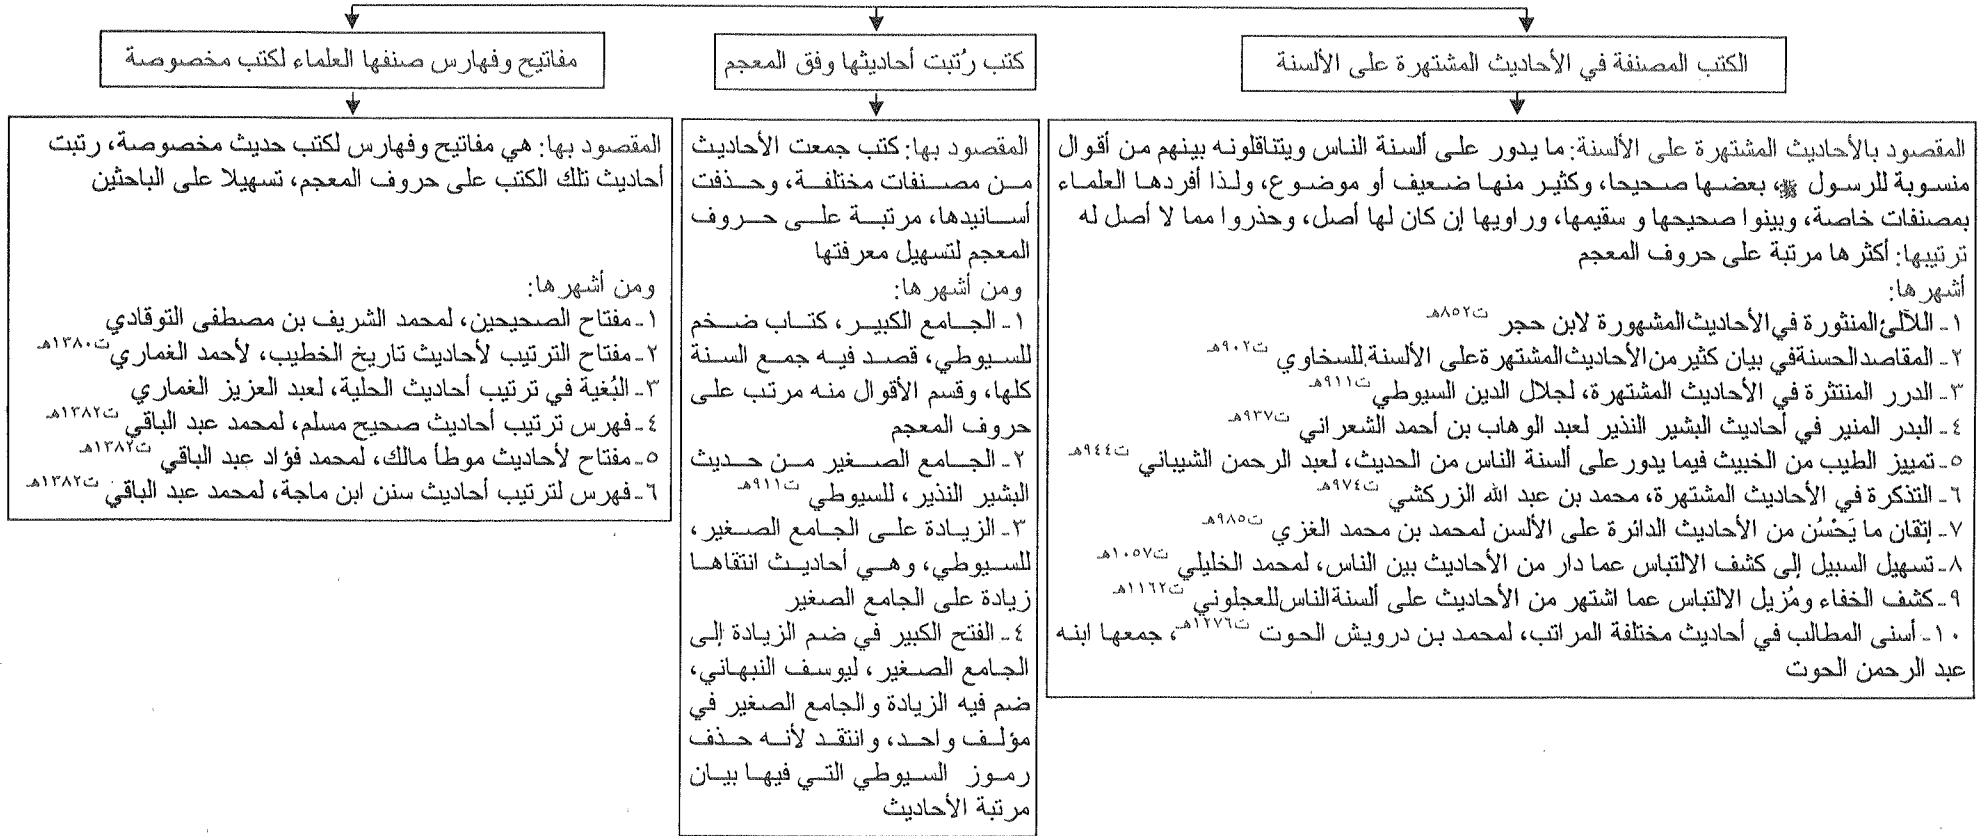 الكتب المصنفة في الأحاديث المشتهرة على الألسنة
المقصود بالأحاديث المشتهرة على الألسنة: ما يدور على ألسنة الناس ويتناقلونه بينهم من أقوال
منسوبة للرسول ﷺ، بعضها صحيحا، وكثير منها ضعيف أو موضوع، ولذا أفردها العلماء
بمصنفات خاصة، وبينوا صحيحها و سقيمها، وراويها إن كان لها أصل، وحذروا مما لا أصل له
ترتيبها: أكثرها مرتبة على حروف المعجم
أشهرها:
١- اللآلئ المنثورة في الأحاديث المشهورة لابن حجر ت٨٥٢هـ
٢- المقاصد الحسنة في بيان كثير من الأحاديث المشتهرة على الألسنة للسخاوي ت٩٠٢هـ
٣- الدرر المنتثرة في الأحاديث المشتهرة، لجلال الدين السيوطي ت٩١١هـ
٤- البدر المنير في أحاديث البشير النذير لعبد الوهاب بن أحمد الشعراني ت٩٣٧هـ
٥- تمييز الطيب من الخبيث فيما يدور على ألسنة الناس من الحديث، لعبد الرحمن الشيباني ت٩٤٤هـ
٦- التذكرة في الأحاديث المشتهرة، محمد بن عبد الله الزركشي ت٩٧٤هـ
٧- إتقان ما يَحْسُن من الأحاديث الدائرة على الألسن لمحمد بن محمد الغزي ت٩٨٥هـ
٨- تسهيل السبيل إلى كشف الالتباس عما دار من الأحاديث بين الناس، لمحمد الخليلي ت١٠٥٧هـ
٩- كشف الخفاء ومُزيل الالتباس عما اشتهر من الأحاديث على ألسنة الناس للعجلوني ت١١٦٢هـ
١٠- أسنى المطالب في أحاديث مختلفة المراتب، لمحمد بن درويش الحوت ت١٢٧٦هـ، جمعها ابنه
عبد الرحمن الحوت
كتب رُتبت أحاديثها وفق المعجم
المقصود بها: كتب جمعت الأحاديث
من مصنفات مختلفة، وحذفت
أسانيدها، مرتبة على حروف
المعجم لتسهيل معرفتها
ومن أشهرها:
١- الجامع الكبير، كتاب ضخم
للسيوطي، قصد فيه جمع السنة
كلها، وقسم الأقوال منه مرتب على
حروف المعجم
٢- الجامع الصغير من حديث
البشير النذير، للسيوطي ت٩١١هـ
٣- الزيادة على الجامع الصغير،
للسيوطي، وهي أحاديث انتقاها
زيادة على الجامع الصغير
٤- الفتح الكبير في ضم الزيادة إلى
الجامع الصغير، ليوسف النبهاني،
ضم فيه الزيادة والجامع الصغير في
مؤلف واحد، وانتقد لأنه حذف
رموز السيوطي التي فيها بيان
مرتبة الأحاديث
مفاتيح وفهارس صنفها العلماء لكتب مخصوصة
المقصود بها: هي مفاتيح وفهارس لكتب حديث مخصوصة، رتبت
أحاديث تلك الكتب على حروف المعجم، تسهيلا على الباحثين
ومن أشهرها:
١- مفتاح الصحيحين، لمحمد الشريف بن مصطفى التوقادي
٢- مفتاح الترتيب لأحاديث تاريخ الخطيب، لأحمد الغماري ت١٣٨٠هـ
٣- البُغية في ترتيب أحاديث الحلية، لعبد العزيز الغماري
٤- فهرس ترتيب أحاديث صحيح مسلم، لمحمد عبد الباقي ت١٣٨٢هـ
٥- مفتاح لأحاديث موطأ مالك، لمحمد فؤاد عبد الباقي ت١٣٨٢هـ
٦- فهرس لترتيب أحاديث سنن ابن ماجة، لمحمد عبد الباقي ت١٣٨٢هـ